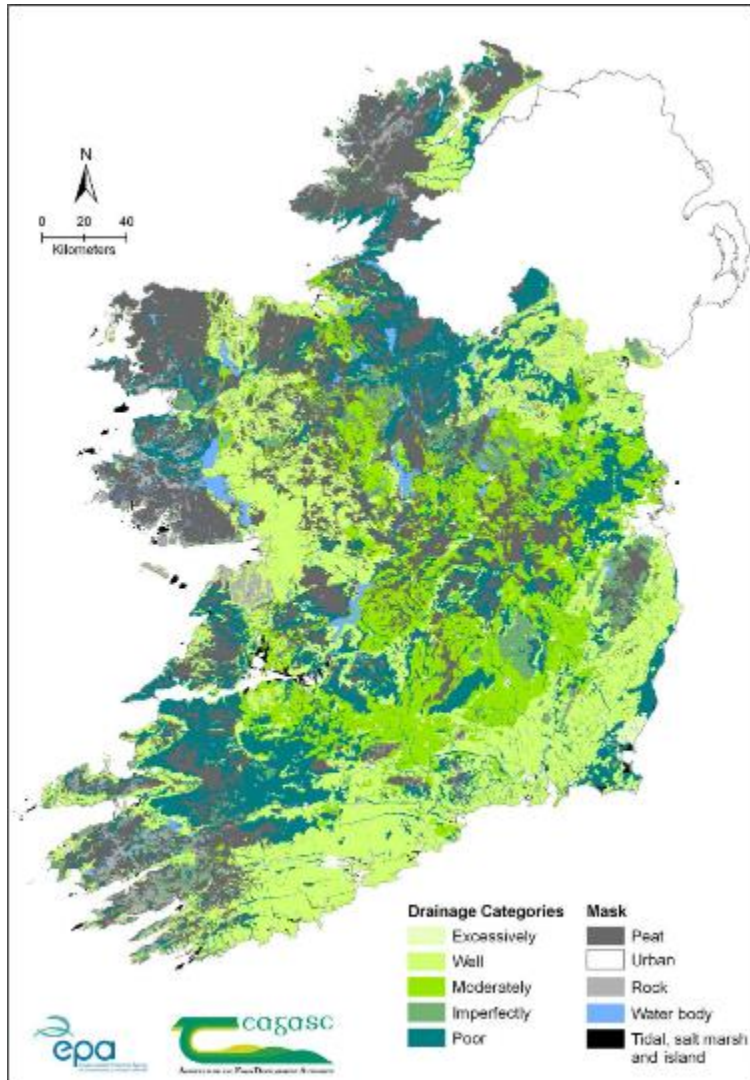 N
0 20 40
Kilometers
Drainage Categories
Excessively
Well
Moderately
Imperfectly
Poor
Mask
Peat
Urban
Rock
Water body
Tidal, salt marsh
and island
epa
eagasc